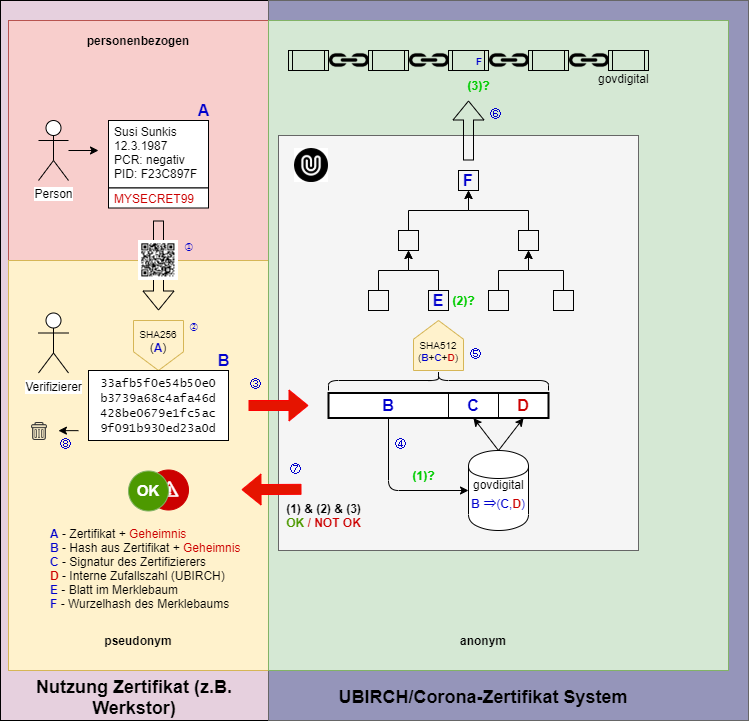 personenbezogen
A
Susi Sunkis
12.3.1987
PCR: negativ
PID: F23C897F
MYSECRET99
Person
①
②
SHA256
(A)
B
Verifizierer
33afb5f0e54b50e0
b3739a68c4afa46d
428be0679e1fc5ac
9f091b930ed23a0d
③
⑧
OK
A - Zertifikat + Geheimnis
B - Hash aus Zertifikat + Geheimnis
C - Signatur des Zertifizierers
D - Interne Zufallszahl (UBIRCH)
E - Blatt im Merklebaum
F - Wurzelhash des Merklebaums
pseudonym
Nutzung Zertifikat (z.B.
Werkstor)
F
govdigital
(3)?
⑥
F
E
(2)?
SHA512
(B+C+D)
⑤
B
C
D
④
(1)?
govdigital
B ⇒(C,D)
⑦
(1) & (2) & (3)
OK / NOT OK
anonym
UBIRCH/Corona-Zertifikat System